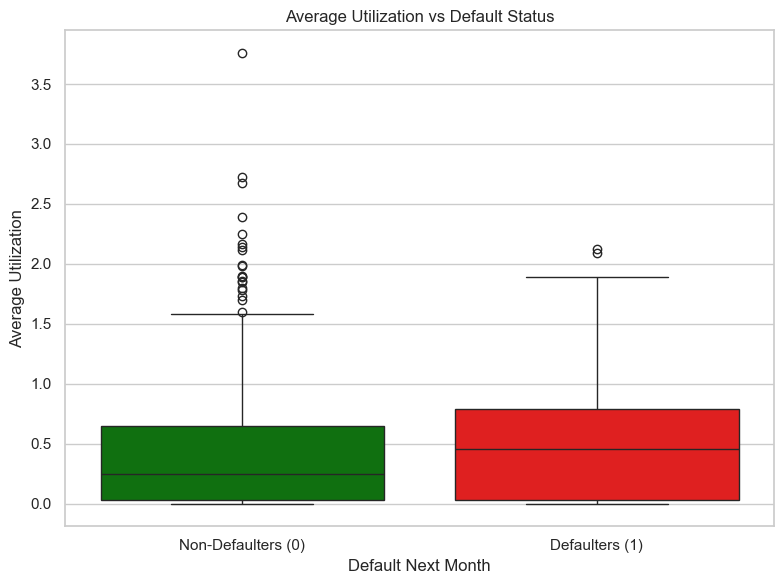 Average Utilization vs Default Status
Average Utilization
3.5
3.0
2.5
2.0
1.5
1.0
0.5
0.0
Non-Defaulters (0)
Defaulters (1)
Default Next Month